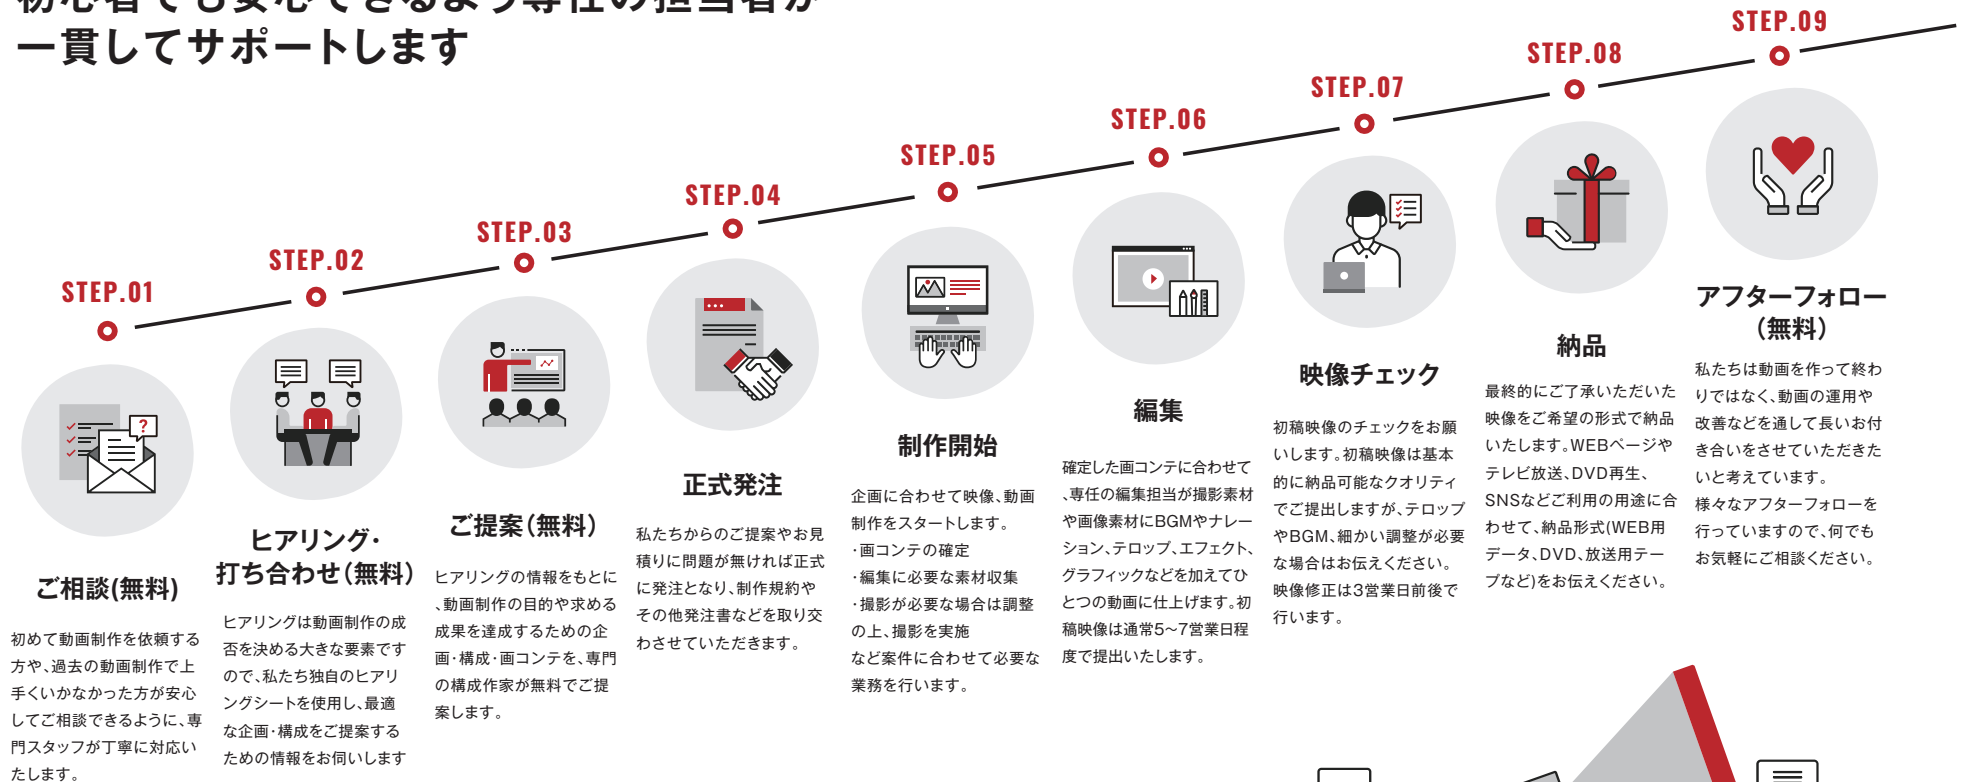 初心者でも安心できるよう専任の担当者が
一貫してサポートします
STEP.01
ご相談(無料)
初めて動画制作を依頼する
方や、過去の動画制作で上
手くいかなかった方が安心
してご相談できるように、専
門スタッフが丁寧に対応い
たします。
STEP.02
ヒアリング・
打ち合わせ（無料）
ヒアリングは動画制作の成
否を決める大きな要素です
ので、私たち独自のヒアリ
ングシートを使用し、最適
な企画・構成をご提案する
ための情報をお伺いします
STEP.03
ご提案（無料）
ヒアリングの情報をもとに
、動画制作の目的や求める
成果を達成するための企
画・構成・画コンテを、専門
の構成作家が無料でご提
案します。
STEP.04
正式発注
私たちからのご提案やお見
積りに問題が無ければ正式
に発注となり、制作規約や
その他発注書などを取り交
わさせていただきます。
STEP.05
制作開始
企画に合わせて映像、動画
制作をスタートします。
・画コンテの確定
・編集に必要な素材収集
・撮影が必要な場合は調整
の上、撮影を実施
など案件に合わせて必要な
業務を行います。
STEP.06
編集
確定した画コンテに合わせて
、専任の編集担当が撮影素材
や画像素材にBGMやナレー
ション、テロップ、エフェクト、
グラフィックなどを加えてひ
とつの動画に仕上げます。初
稿映像は通常5〜7営業日程
度で提出いたします。
STEP.07
映像チェック
初稿映像のチェックをお願
いします。初稿映像は基本
的に納品可能なクオリティ
でご提出しますが、テロップ
やBGM、細かい調整が必要
な場合はお伝えください。
映像修正は3営業日前後で
行います。
STEP.08
納品
最終的にご了承いただいた
映像をご希望の形式で納品
いたします。WEBページや
テレビ放送、DVD再生、
SNSなどご利用の用途に合
わせて、納品形式(WEB用
データ、DVD、放送用テー
プなど)をお伝えください。
STEP.09
アフターフォロー
（無料）
私たちは動画を作って終わ
りではなく、動画の運用や
改善などを通して長いお付
き合いをさせていただきた
いと考えています。
様々なアフターフォローを
行っていますので、何でも
お気軽にご相談ください。
?